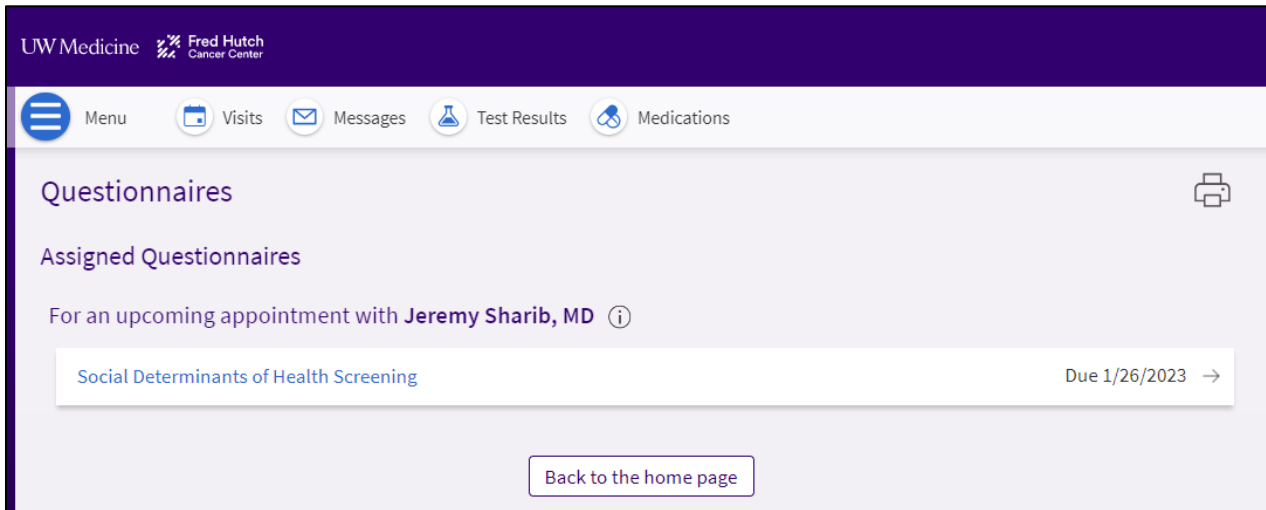 UW Medicine Fred Hutch
Cancer Center
Menu Visits Messages Test Results Medications
Questionnaires
Assigned Questionnaires
For an upcoming appointment with Jeremy Sharib, MD
Social Determinants of Health Screening Due 1/26/2023 →
Back to the home page